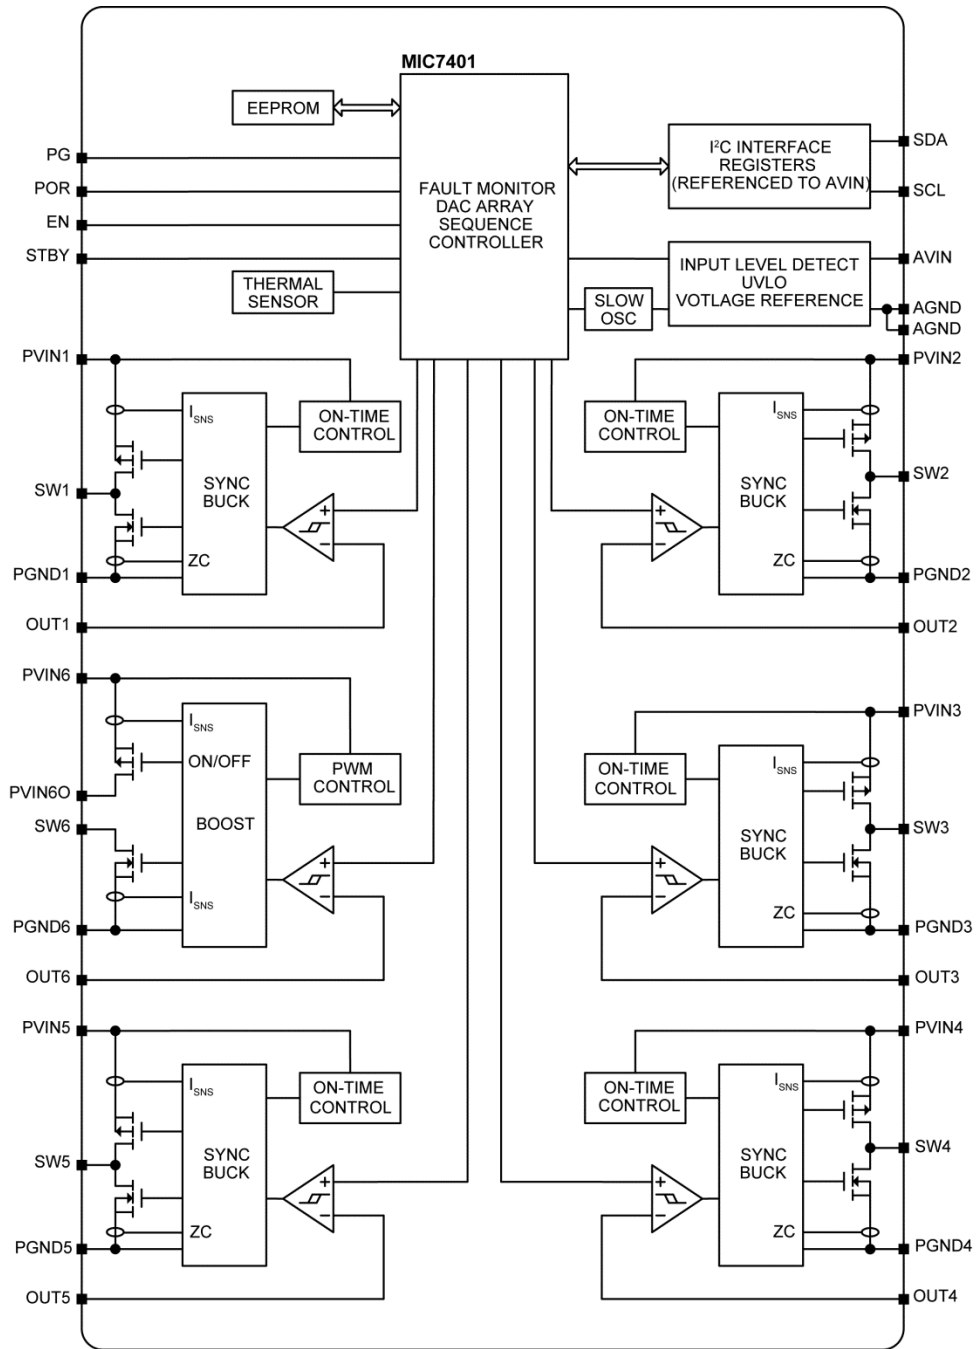 MIC7401
EEPROM
PG
POR
EN
STBY
THERMAL
SENSOR
FAULT MONITOR
DAC ARRAY
SEQUENCE
CONTROLLER
I²C INTERFACE
REGISTERS
(REFERENCED TO AVIN)
SDA
SCL
INPUT LEVEL DETECT
UVLO
VOTLAGE REFERENCE
SLOW
OSC
AVIN
AGND
AGND
PVIN1
ISNS
ON-TIME
CONTROL
SYNC
BUCK
SW1
+
−
ZC
PGND1
OUT1
PVIN2
ON-TIME
CONTROL
ISNS
SYNC
BUCK
SW2
+
−
ZC
PGND2
OUT2
PVIN6
ISNS
ON/OFF
PWM
CONTROL
PVIN6O
BOOST
SW6
+
−
ISNS
PGND6
OUT6
PVIN3
ON-TIME
CONTROL
ISNS
SYNC
BUCK
SW3
+
−
ZC
PGND3
OUT3
PVIN5
ISNS
ON-TIME
CONTROL
SYNC
BUCK
SW5
+
−
ZC
PGND5
OUT5
PVIN4
ON-TIME
CONTROL
ISNS
SYNC
BUCK
SW4
+
−
ZC
PGND4
OUT4